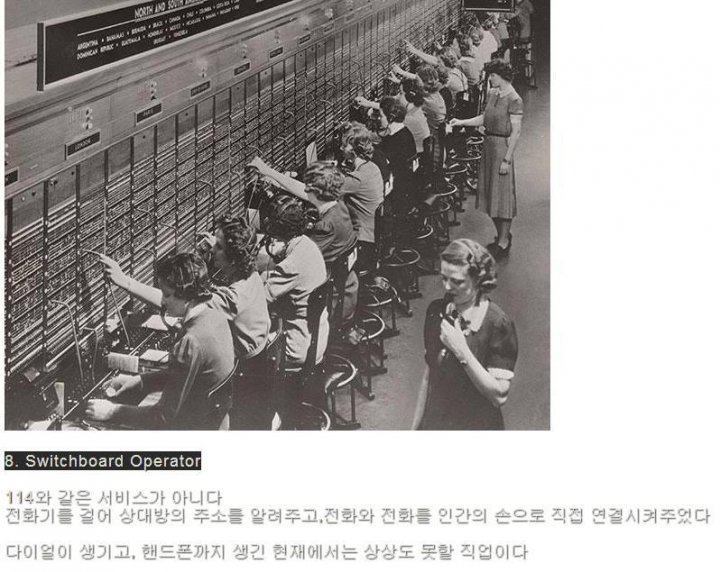 NORTH AND SOUTH
ARGENTINA • BAHAMAS • BERMUDA • BRAZIL • CANADA • CHILE • COLOMBIA • COSTA RICA
DOMINICAN REPUBLIC • GUATEMALA • HONDURAS • MEXICO • NICARAGUA • PANAMA
URUGUAY • VENEZUELA
PARIS
LONDON
8. Switchboard Operator
114와 같은 서비스가 아니다
전화기를 걸어 상대방의 주소를 알려주고,전화와 전화를 인간의 손으로 직접 연결시켜주었다
다이얼이 생기고, 핸드폰까지 생긴 현재에서는 상상도 못할 직업이다